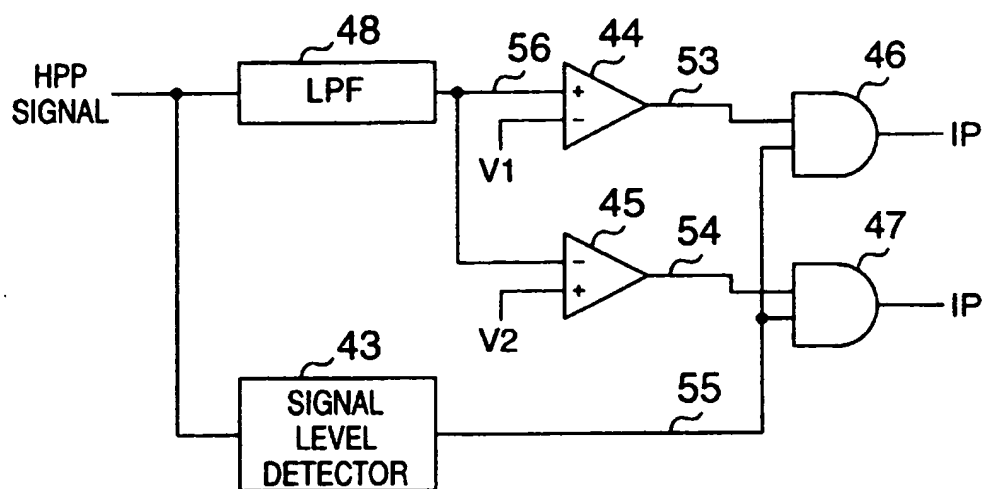 48
56
44
53
46
HPP
SIGNAL
LPF
+
-
V1
IP
45
54
47
-
+
V2
IP
43
SIGNAL
LEVEL
DETECTOR
55